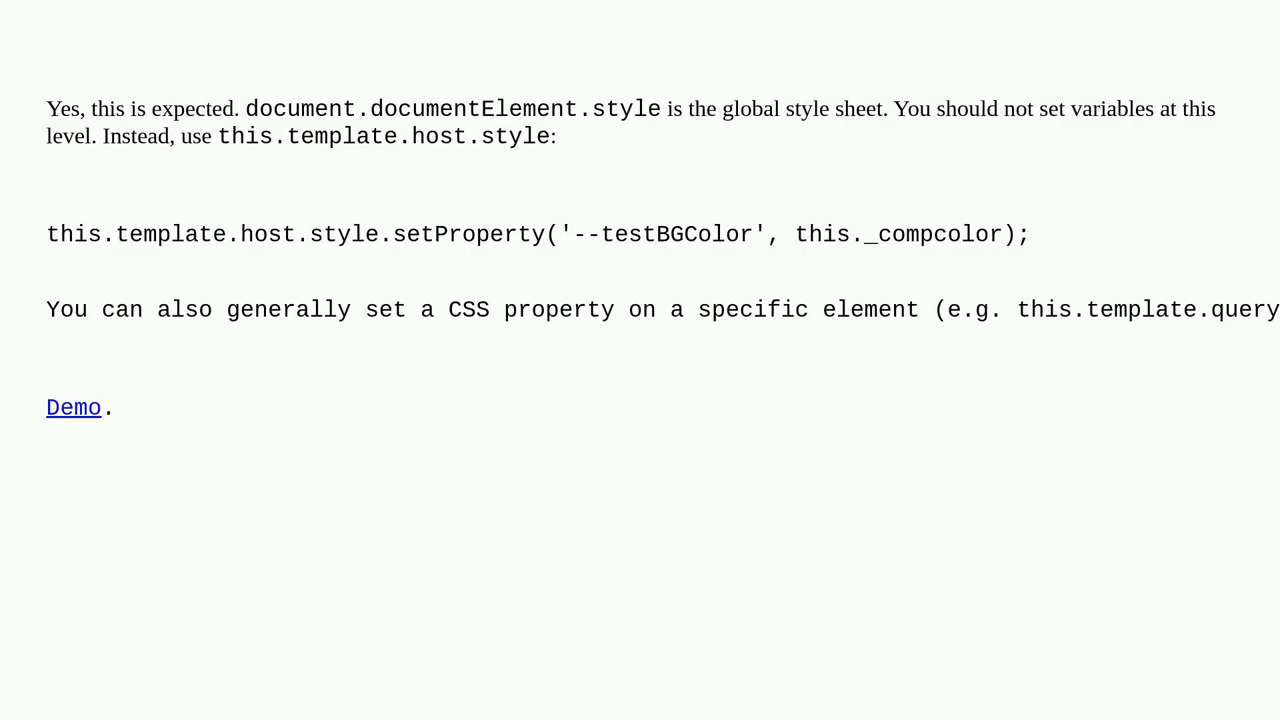 Yes, this is expected. document.documentElement.style is the global style sheet. You should not set variables at this
level. Instead, use this.template.host.style:
this.template.host.style.setProperty('--testBGColor', this._compcolor);
You can also generally set a CSS property on a specific element (e.g. this.template.query
Demo.